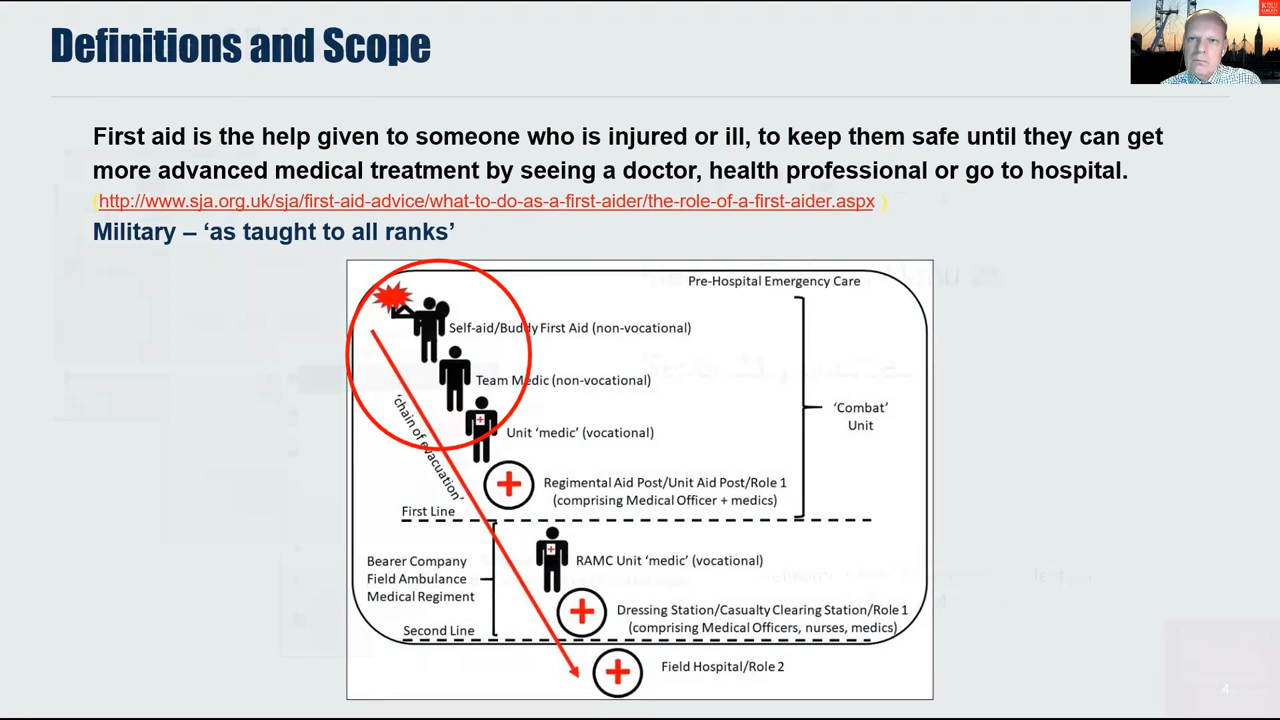 Definitions and Scope
First aid is the help given to someone who is injured or ill, to keep them safe until they can get
more advanced medical treatment by seeing a doctor, health professional or go to hospital.
(http://www.sja.org.uk/sja/first-aid-advice/what-to-do-as-a-first-aider/the-role-of-a-first-aider.aspx )
Military – ‘as taught to all ranks’
Pre-Hospital Emergency Care
Self-aid/Buddy First Aid (non-vocational)
Team Medic (non-vocational)
‘Combat’
Unit
Unit ‘medic’ (vocational)
‘chain of evacuation’
Regimental Aid Post/Unit Aid Post/Role 1
(comprising Medical Officer + medics)
First Line
Bearer Company
Field Ambulance
Medical Regiment
RAMC Unit ‘medic’ (vocational)
Dressing Station/Casualty Clearing Station/Role 1
(comprising Medical Officers, nurses, medics)
Second Line
Field Hospital/Role 2
4